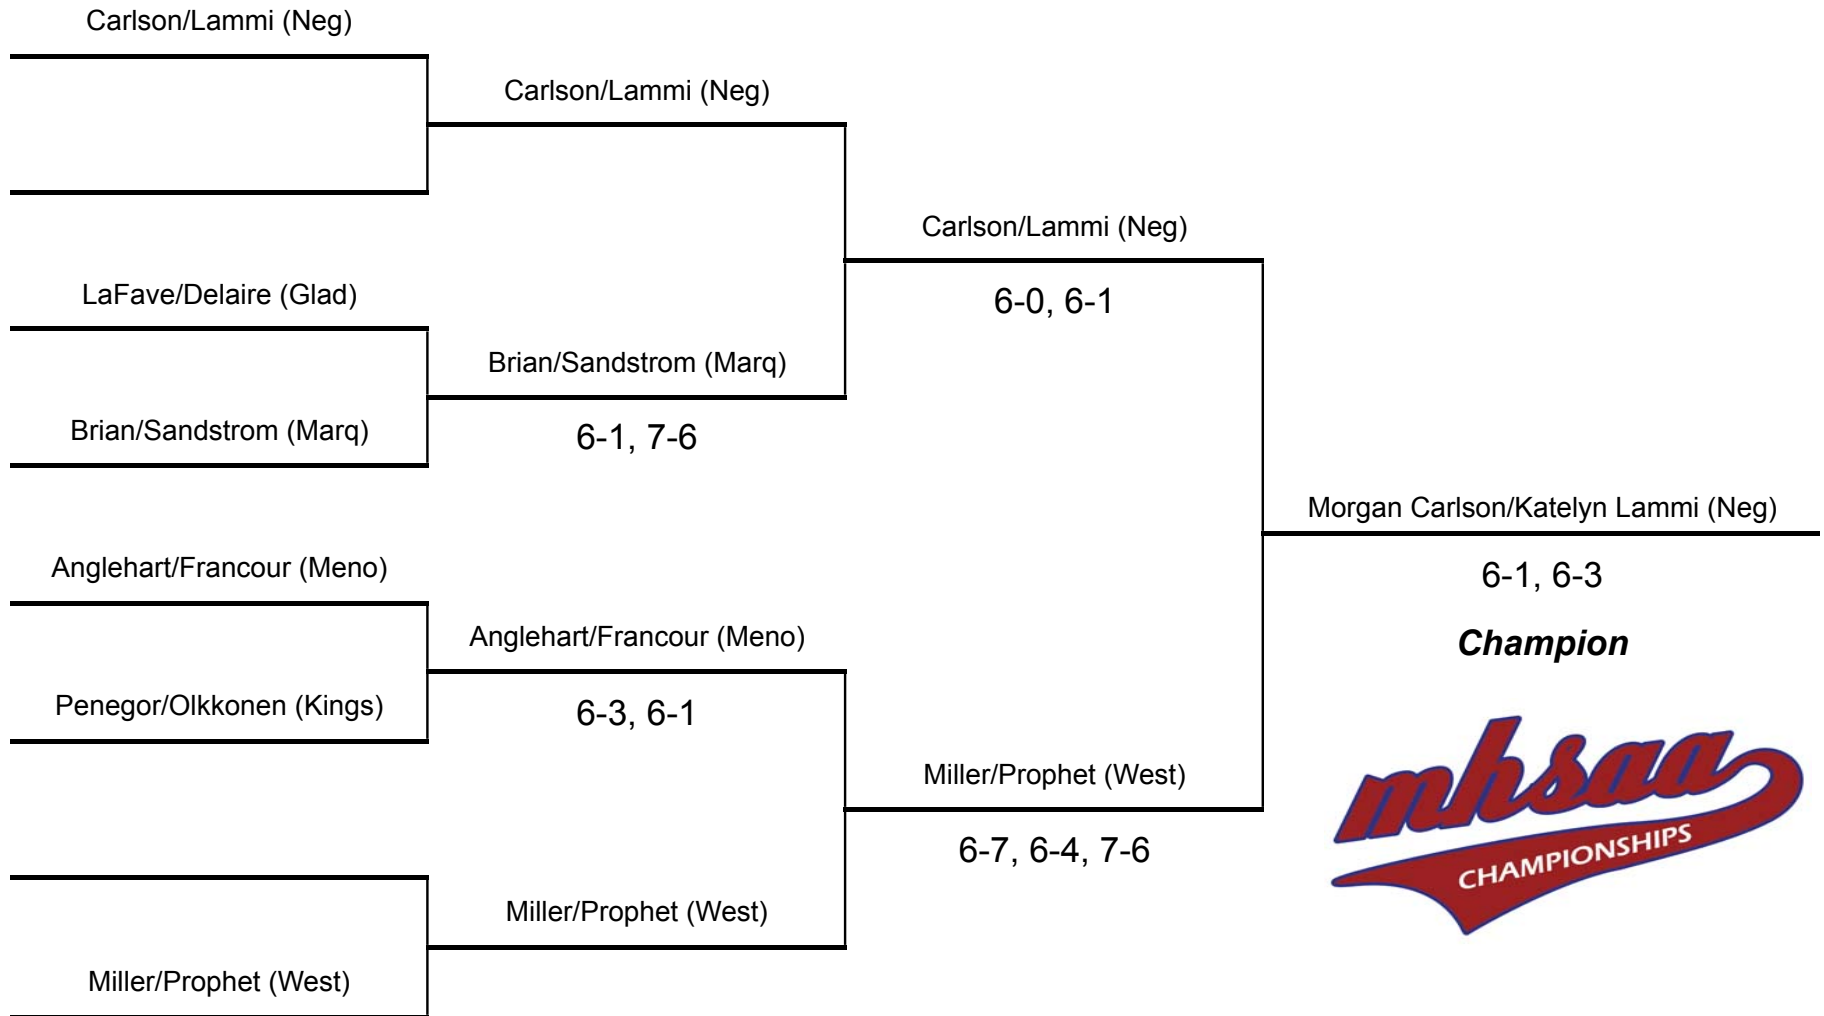 Carlson/Lammi (Neg)
Carlson/Lammi (Neg)
Carlson/Lammi (Neg)
LaFave/Delaire (Glad)
6-0, 6-1
Brian/Sandstrom (Marq)
Brian/Sandstrom (Marq)
6-1, 7-6
Morgan Carlson/Katelyn Lammi (Neg)
Anglehart/Francour (Meno)
6-1, 6-3
Anglehart/Francour (Meno)
Champion
Penegor/Olkkonen (Kings)
6-3, 6-1
Miller/Prophet (West)
mhsaa
6-7, 6-4, 7-6
CHAMPIONSHIPS
Miller/Prophet (West)
Miller/Prophet (West)